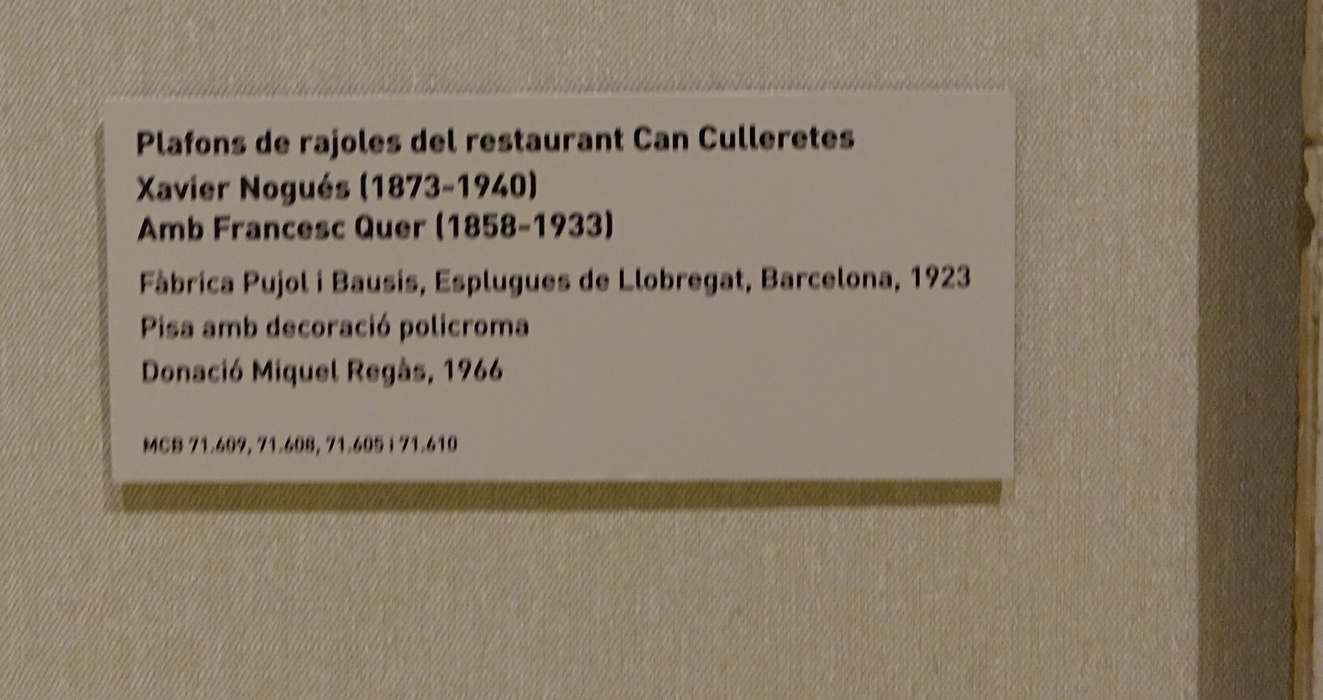 Plafons de rajoles del restaurant Can Culleretes
Xavier Nogués (1873-1940)
Amb Francesc Quer (1858-1933)
Fàbrica Pujol i Bausis, Esplugues de Llobregat, Barcelona, 1923
Pisa amb decoració policroma
Donació Miquel Regàs, 1966
MCB 71.609, 71.608, 71.605 i 71.610